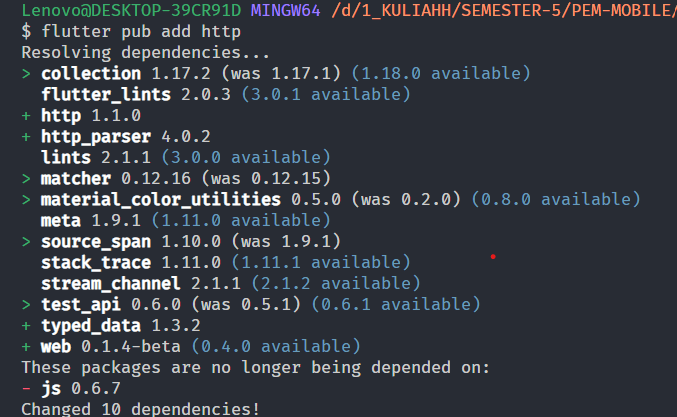 Lenovo@DESKTOP-39CR91D MINGW64 /d/1_KULIAHH/SEMESTER-5/PEM-MOBILE/
$ flutter pub add http
Resolving dependencies...
> collection 1.17.2 (was 1.17.1) (1.18.0 available)
  flutter_lints 2.0.3 (3.0.1 available)
+ http 1.1.0
+ http_parser 4.0.2
  lints 2.1.1 (3.0.0 available)
> matcher 0.12.16 (was 0.12.15)
> material_color_utilities 0.5.0 (was 0.2.0) (0.8.0 available)
  meta 1.9.1 (1.11.0 available)
> source_span 1.10.0 (was 1.9.1)
  stack_trace 1.11.0 (1.11.1 available)
  stream_channel 2.1.1 (2.1.2 available)
> test_api 0.6.0 (was 0.5.1) (0.6.1 available)
+ typed_data 1.3.2
+ web 0.1.4-beta (0.4.0 available)
These packages are no longer being depended on:
- js 0.6.7
Changed 10 dependencies!